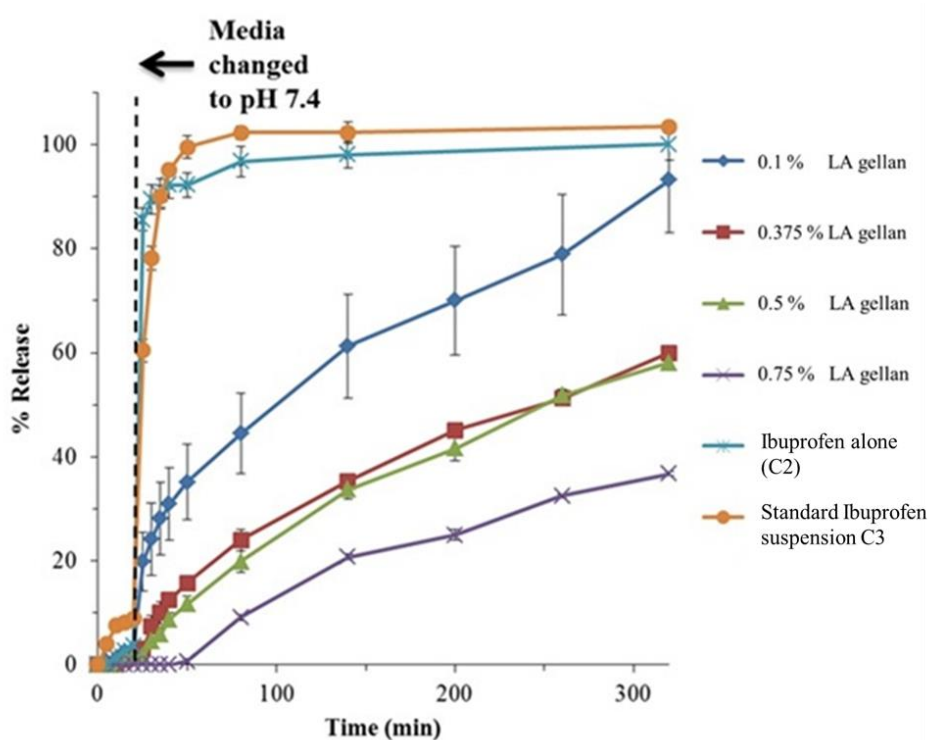 Media
changed
to pH 7.4
% Release
100
80
60
40
20
0
0 100 200 300
Time (min)
0.1 % LA gellan
0.375 % LA gellan
0.5 % LA gellan
0.75 % LA gellan
Ibuprofen alone
(C2)
Standard Ibuprofen
suspension C3